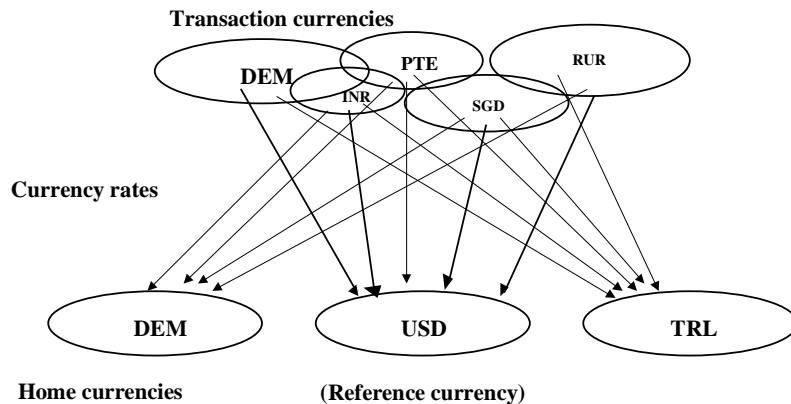 Transaction currencies
DEM
PTE
RUR
INR
SGD
Currency rates
DEM
USD
TRL
Home currencies
(Reference currency)